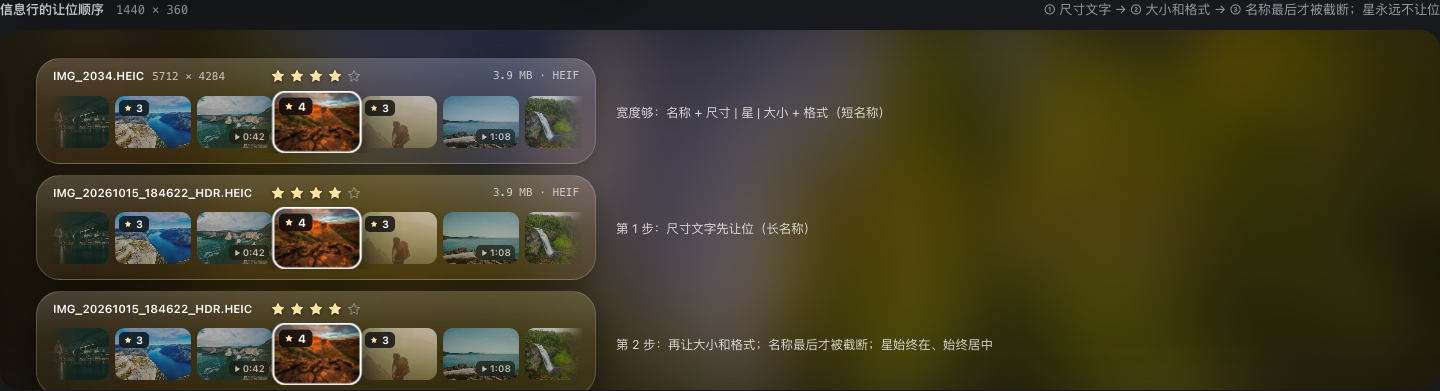 信息行的让位顺序 1440 × 360
① 尺寸文字 → ② 大小和格式 → ③ 名称最后才被截断；星永远不让位
IMG_2034.HEIC 5712 × 4284 ★★★★☆ 3.9 MB · HEIF
★ 3 ▶ 0:42 ★ 4 ★ 3 ▶ 1:08
宽度够：名称 + 尺寸 | 星 | 大小 + 格式（短名称）
IMG_20261015_184622_HDR.HEIC ★★★★☆ 3.9 MB · HEIF
★ 3 ▶ 0:42 ★ 4 ★ 3 ▶ 1:08
第 1 步：尺寸文字先让位（长名称）
IMG_20261015_184622_HDR.HEIC ★★★★☆
★ 3 ▶ 0:42 ★ 4 ★ 3 ▶ 1:08
第 2 步：再让大小和格式；名称最后才被截断；星始终在、始终居中